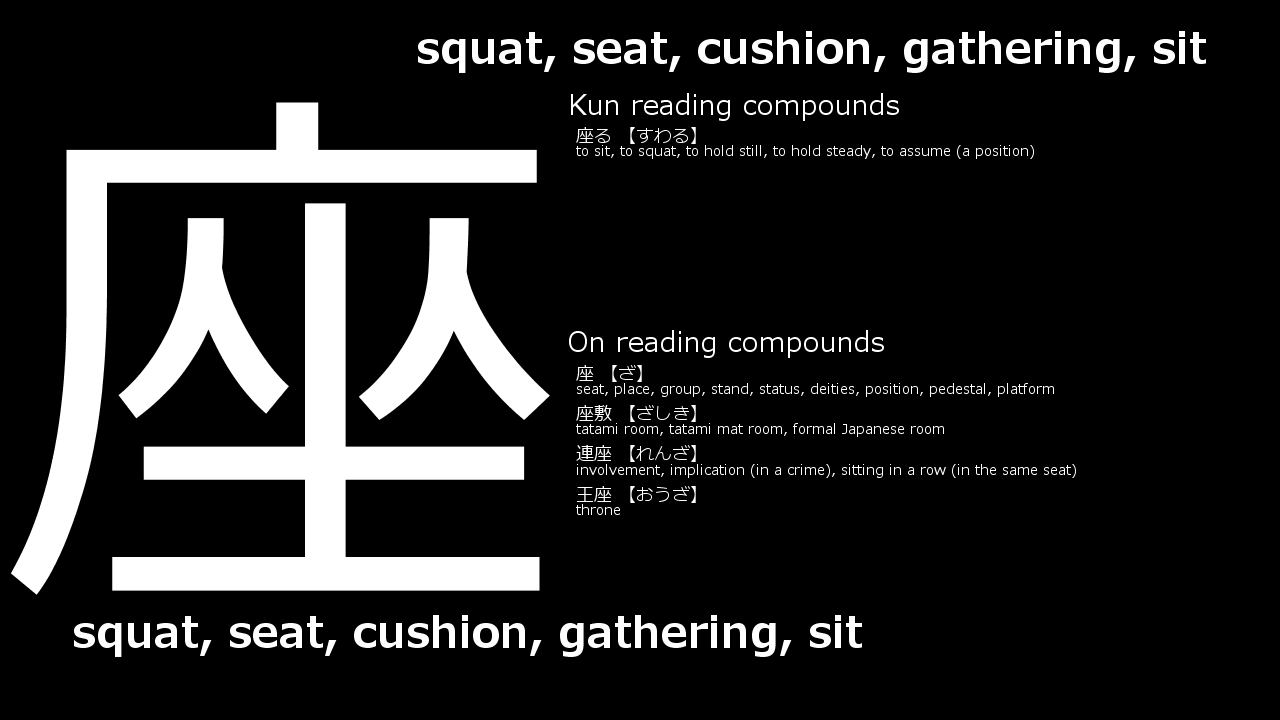 squat, seat, cushion, gathering, sit
座
Kun reading compounds
座る 【すわる】
to sit, to squat, to hold still, to hold steady, to assume (a position)
On reading compounds
座 【ざ】
seat, place, group, stand, status, deities, position, pedestal, platform
座敷 【ざしき】
tatami room, tatami mat room, formal Japanese room
連座 【れんざ】
involvement, implication (in a crime), sitting in a row (in the same seat)
王座 【おうざ】
throne
squat, seat, cushion, gathering, sit